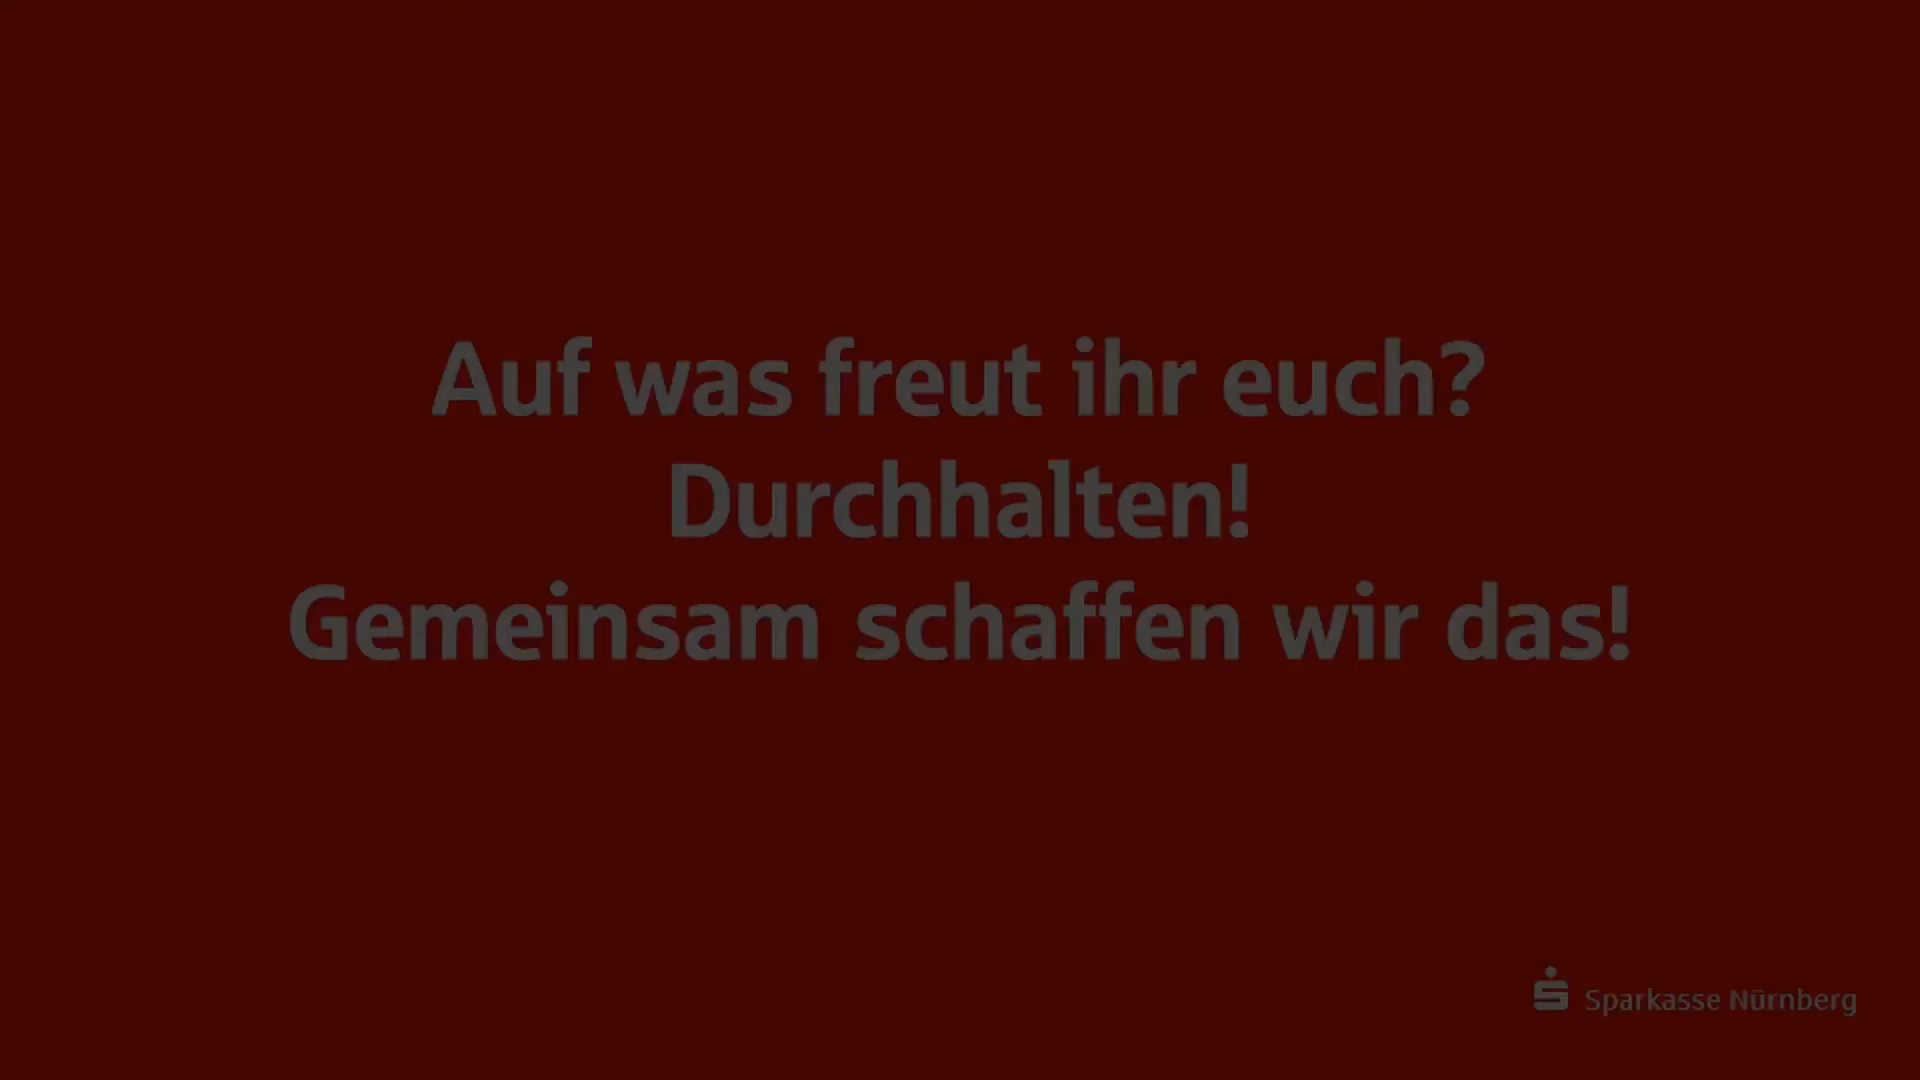 Auf was freut ihr euch?
Durchhalten!
Gemeinsam schaffen wir das!
Sparkasse Nürnberg